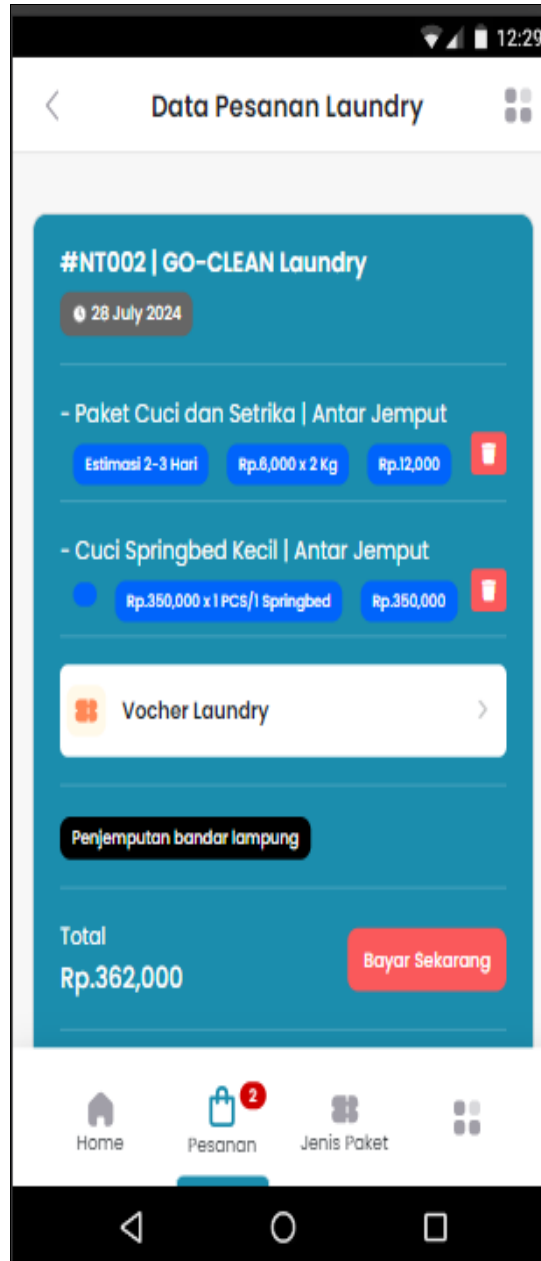 12:29
Data Pesanan Laundry
#NT002 | GO-CLEAN Laundry
28 July 2024
- Paket Cuci dan Setrika | Antar Jemput
Estimasi 2-3 Hari Rp.6,000 x 2 Kg Rp.12,000
- Cuci Springbed Kecil | Antar Jemput
Rp.350,000 x 1 PCS/1 Springbed Rp.350,000
Vocher Laundry
Penjemputan bandar lampung
Total
Rp.362,000
Bayar Sekarang
2
Home Pesanan Jenis Paket